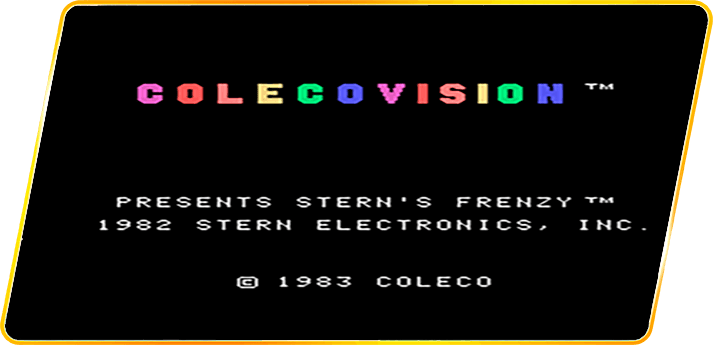 COLECOVISION™
PRESENTS STERN'S FRENZY™
1982 STERN ELECTRONICS, INC.
© 1983 COLECO